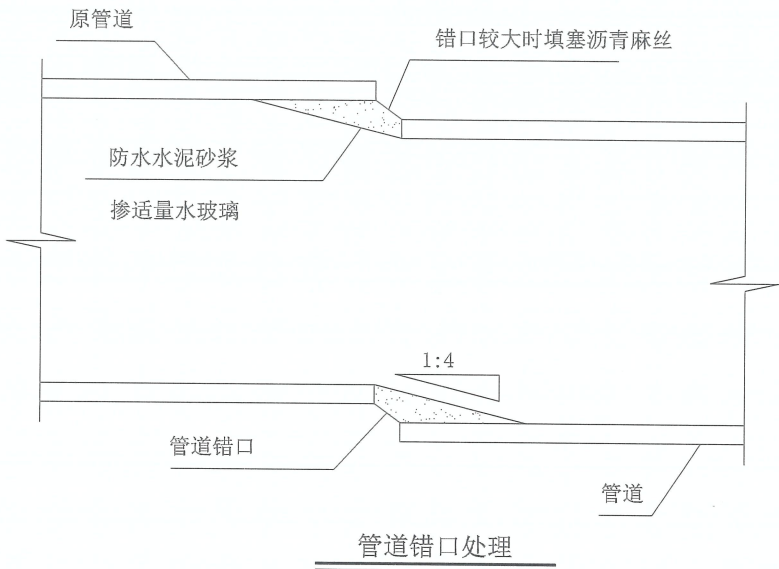 原管道
错口较大时填塞沥青麻丝
防水水泥砂浆
掺适量水玻璃
1:4
管道错口
管道
管道错口处理